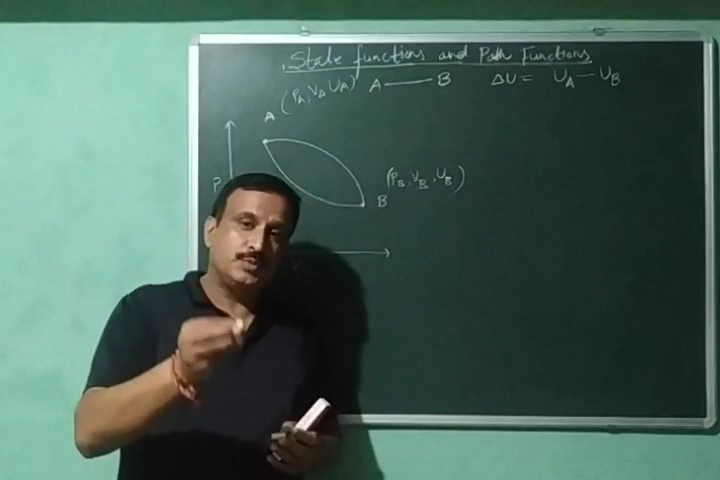 State functions and Path Functions
(PA, VA UA) A — B ΔU = UA — UB
A
P
(PB, VB, UB)
B